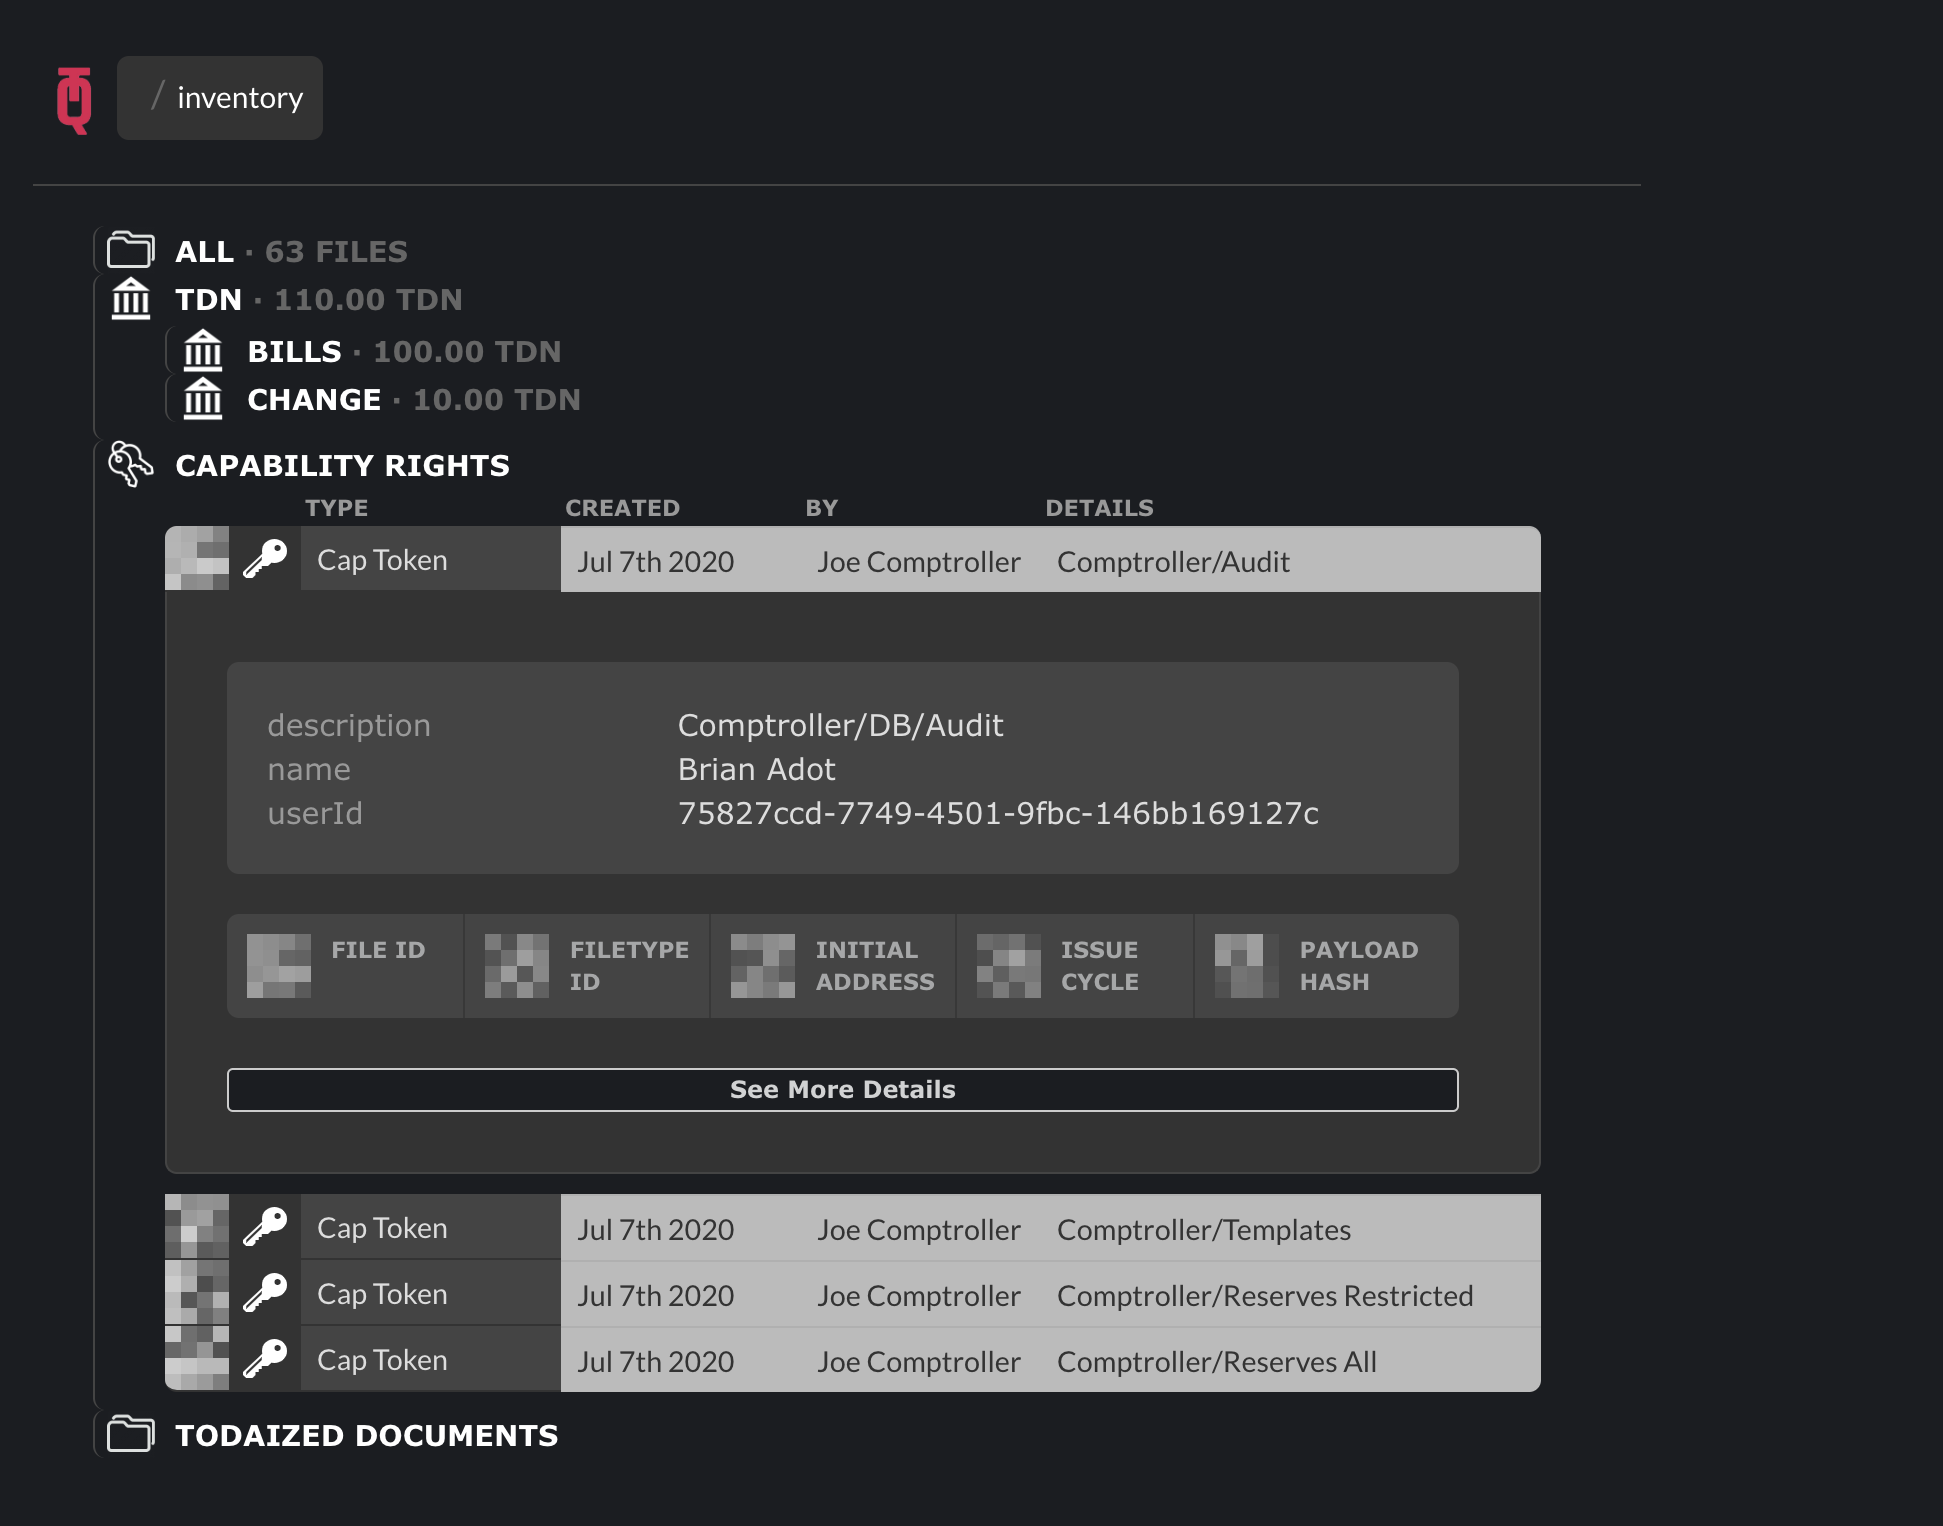 / inventory
ALL · 63 FILES
TDN · 110.00 TDN
BILLS · 100.00 TDN
CHANGE · 10.00 TDN
CAPABILITY RIGHTS
TYPE CREATED BY DETAILS
Cap Token Jul 7th 2020 Joe Comptroller Comptroller/Audit
description Comptroller/DB/Audit
name Brian Adot
userId 75827ccd-7749-4501-9fbc-146bb169127c
FILE ID FILETYPE INITIAL ISSUE PAYLOAD
ID ADDRESS CYCLE HASH
See More Details
Cap Token Jul 7th 2020 Joe Comptroller Comptroller/Templates
Cap Token Jul 7th 2020 Joe Comptroller Comptroller/Reserves Restricted
Cap Token Jul 7th 2020 Joe Comptroller Comptroller/Reserves All
TODAIZED DOCUMENTS